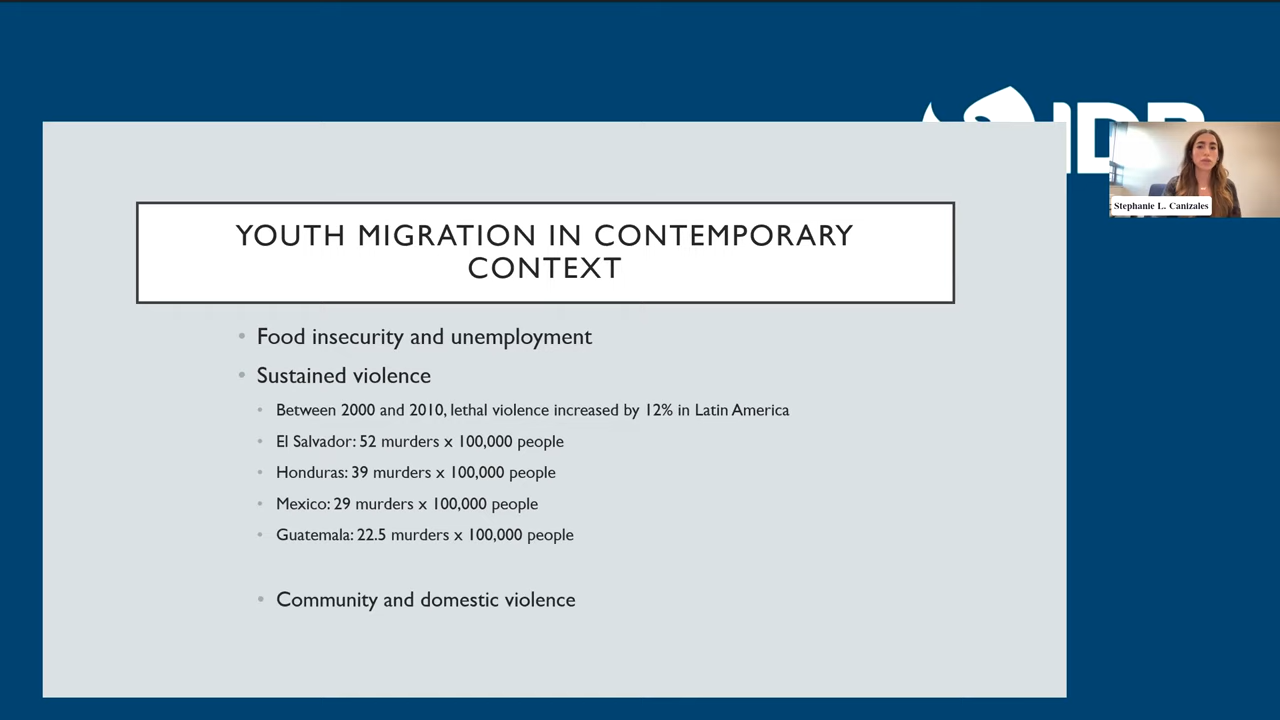 IDB
YOUTH MIGRATION IN CONTEMPORARY
CONTEXT
• Food insecurity and unemployment
• Sustained violence
• Between 2000 and 2010, lethal violence increased by 12% in Latin America
• El Salvador: 52 murders x 100,000 people
• Honduras: 39 murders x 100,000 people
• Mexico: 29 murders x 100,000 people
• Guatemala: 22.5 murders x 100,000 people
• Community and domestic violence
Stephanie L. Canizales